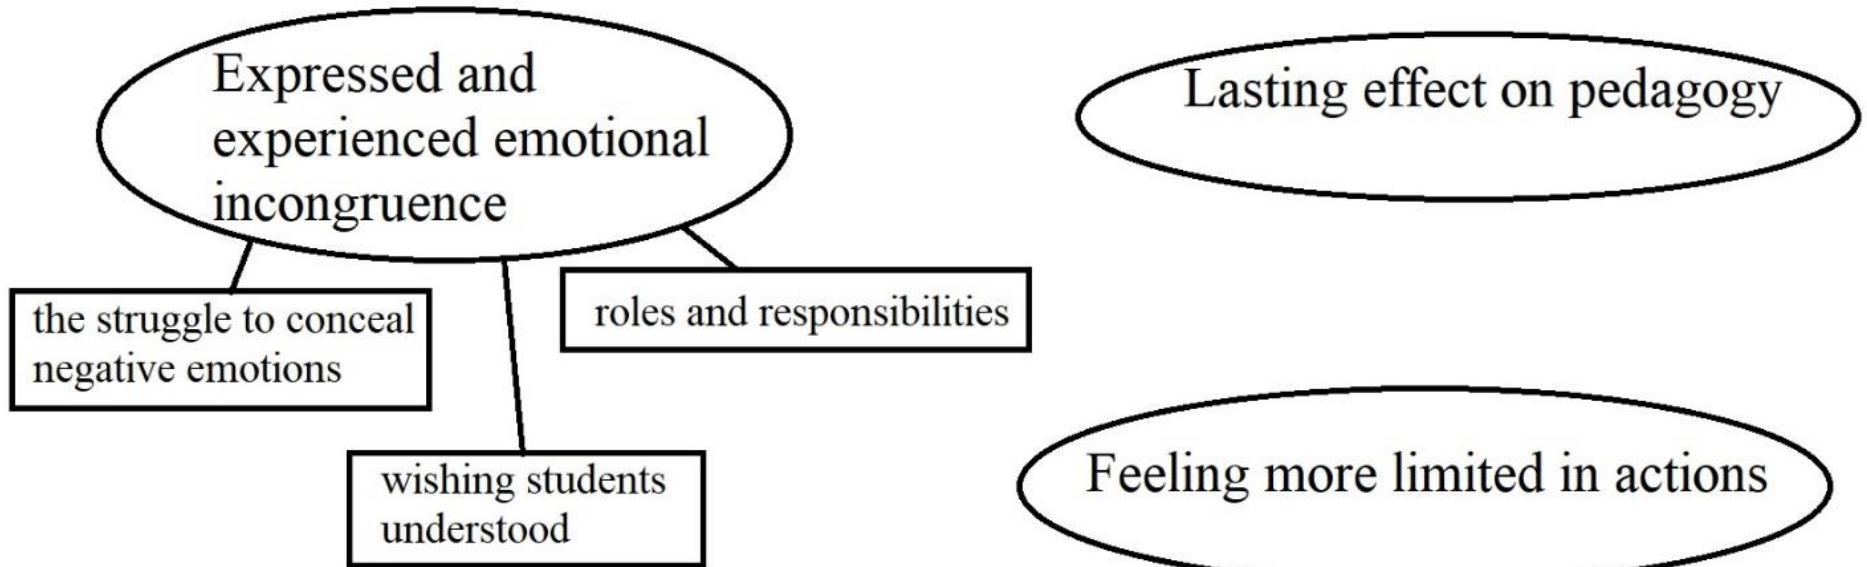 Expressed and
experienced emotional
incongruence
Lasting effect on pedagogy
the struggle to conceal
negative emotions
roles and responsibilities
wishing students
understood
Feeling more limited in actions